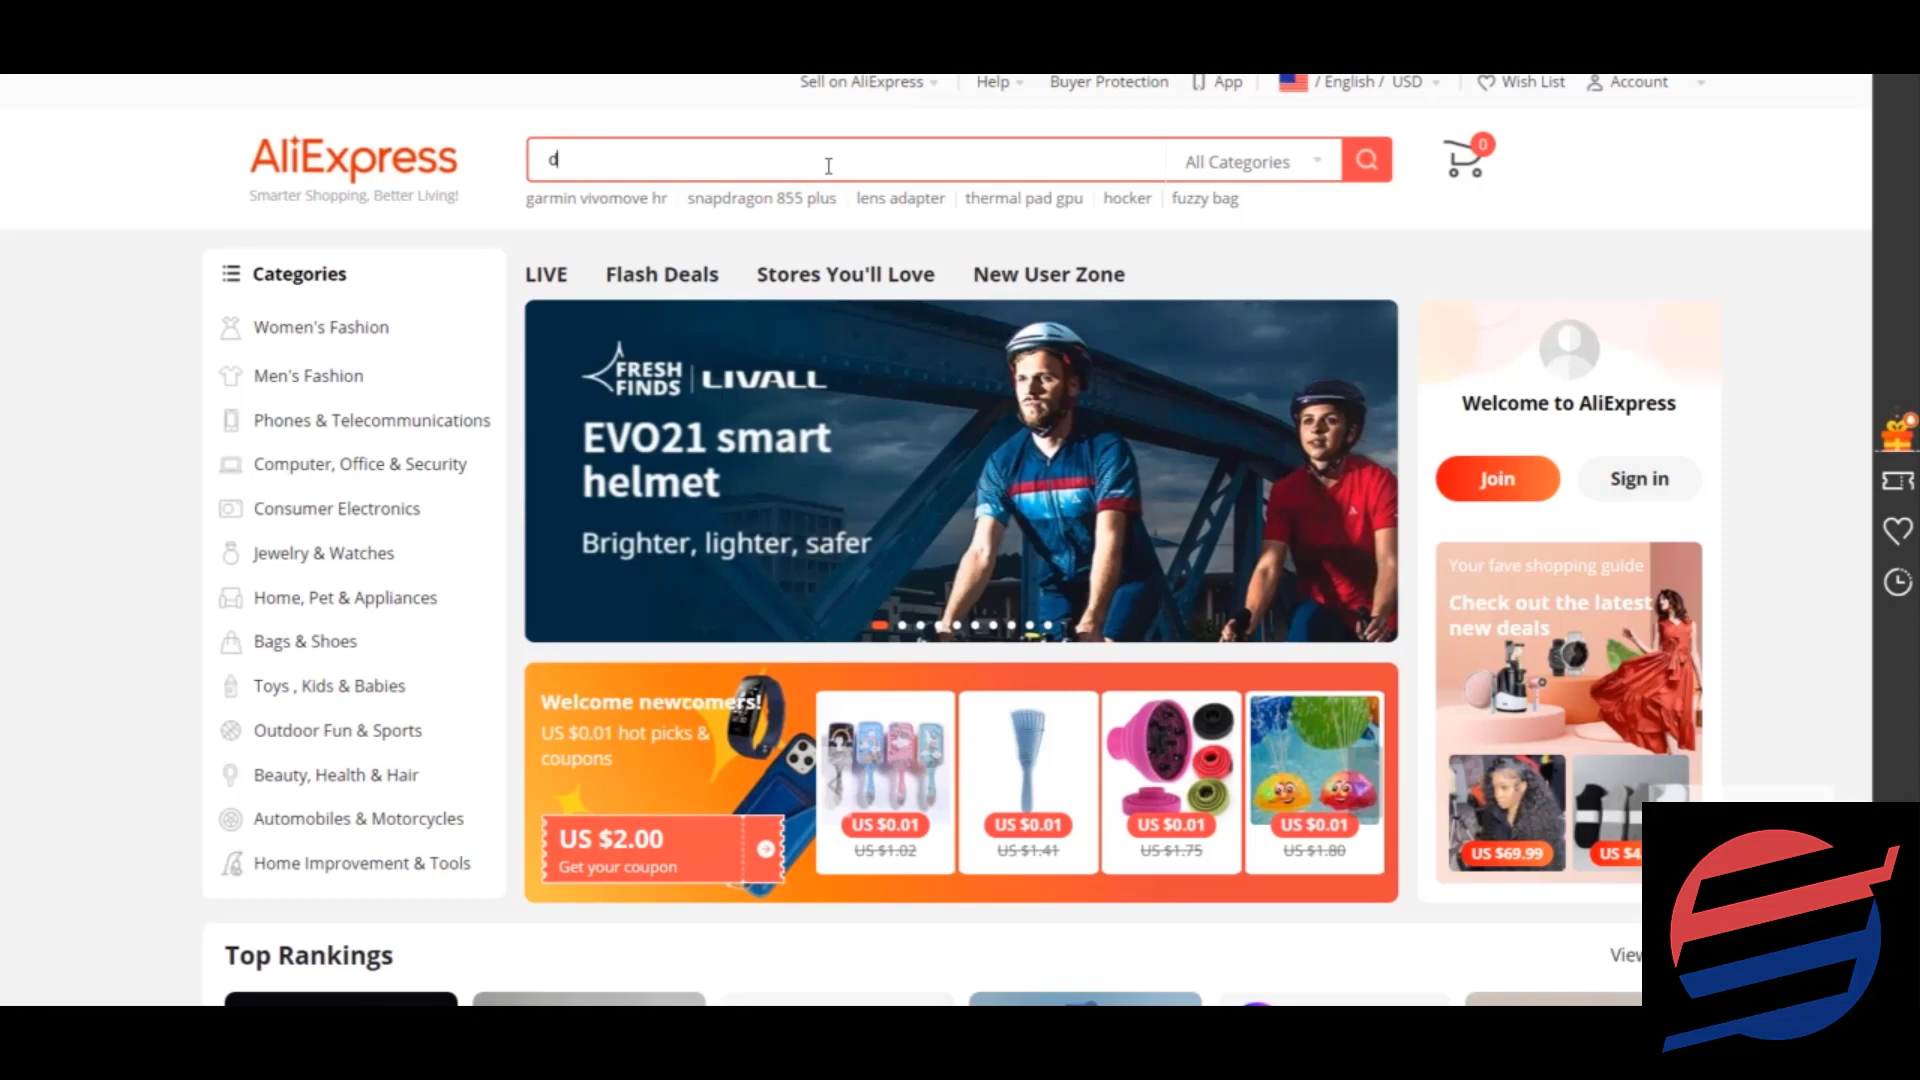 Sell on AliExpress
Help
Buyer Protection
App
/ English / USD
Wish List
Account
AliExpress
Smarter Shopping, Better Living!
d
All Categories
0
garmin vivomove hr
snapdragon 855 plus
lens adapter
thermal pad gpu
hocker
fuzzy bag
Categories
Women's Fashion
Men's Fashion
Phones & Telecommunications
Computer, Office & Security
Consumer Electronics
Jewelry & Watches
Home, Pet & Appliances
Bags & Shoes
Toys , Kids & Babies
Outdoor Fun & Sports
Beauty, Health & Hair
Automobiles & Motorcycles
Home Improvement & Tools
LIVE
Flash Deals
Stores You'll Love
New User Zone
FRESH
FINDS
LIVALL
EVO21 smart
helmet
Brighter, lighter, safer
Welcome to AliExpress
Join
Sign in
Your fave shopping guide
Check out the latest
new deals
US $69.99
US $4
Welcome newcomers!
US $0.01 hot picks &
coupons
US $2.00
Get your coupon
US $0.01
US $1.02
US $0.01
US $1.41
US $0.01
US $1.75
US $0.01
US $1.80
Top Rankings
View